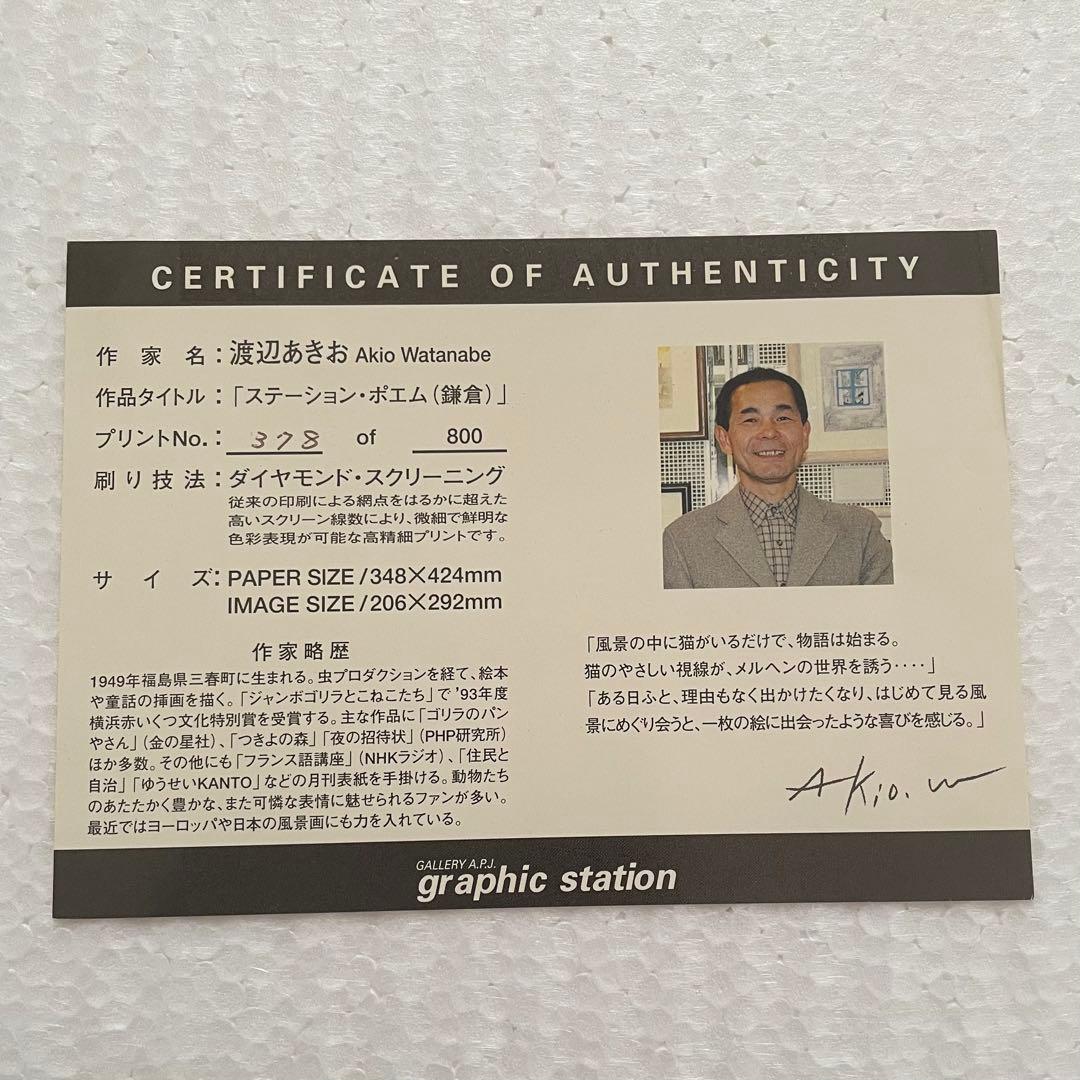 CERTIFICATE OF AUTHENTICITY
作家名：渡辺あきお Akio Watanabe
作品タイトル：「ステーション・ポエム（鎌倉）」
プリントNo.：378 of 800
刷り技法：ダイヤモンド・スクリーニング
従来の印刷による網点をはるかに超えた
高いスクリーン線数により、微細で鮮明な
色彩表現が可能な高精細プリントです。
サイズ：PAPER SIZE/348×424mm
IMAGE SIZE/206×292mm
作家略歴
1949年福島県三春町に生まれる。虫プロダクションを経て、絵本
や童話の挿画を描く。「ジャンボゴリラとこねこたち」で'93年度
横浜赤いくつ文化特別賞を受賞する。主な作品に「ゴリラのパン
やさん」（金の星社）、「つきよの森」「夜の招待状」（PHP研究所）
ほか多数。その他にも「フランス語講座」（NHKラジオ）、「住民と
自治」「ゆうせいKANTO」などの月刊表紙を手掛ける。動物たち
のあたたかく豊かな、また可憐な表情に魅せられるファンが多い。
最近ではヨーロッパや日本の風景画にも力を入れている。
「風景の中に猫がいるだけで、物語は始まる。
猫のやさしい視線が、メルヘンの世界を誘う‥‥」
「ある日ふと、理由もなく出かけたくなり、はじめて見る風
景にめぐり会うと、一枚の絵に出会ったような喜びを感じる。」
Akio. w
GALLERY A.P.J.
graphic station